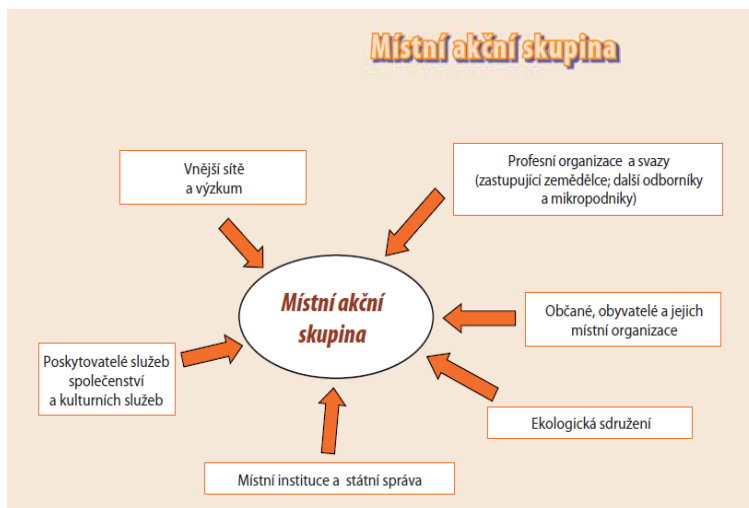 Místní akční skupina
Vnější sítě
a výzkum
Profesní organizace a svazy
(zastupující zemědělce; další odborníky
a mikropodniky)
Místní akční
skupina
Občané, obyvatelé a jejich
místní organizace
Poskytovatelé služeb
společenství
a kulturních služeb
Ekologická sdružení
Místní instituce a státní správa